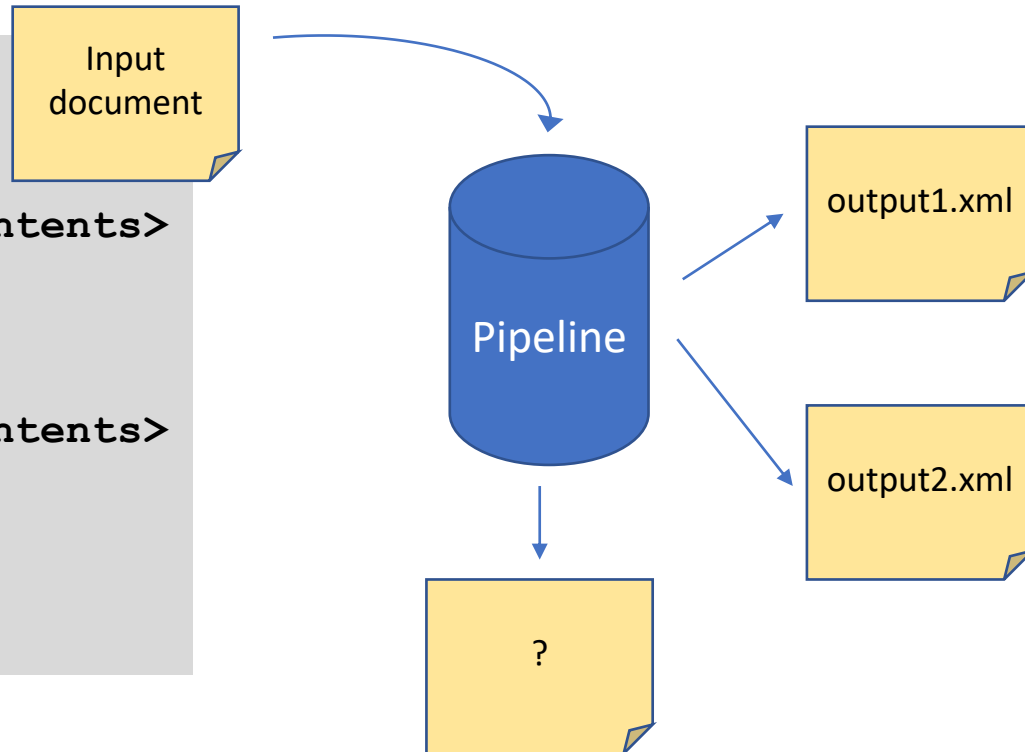 Input
document
ntents>
ntents>
Pipeline
output1.xml
output2.xml
?